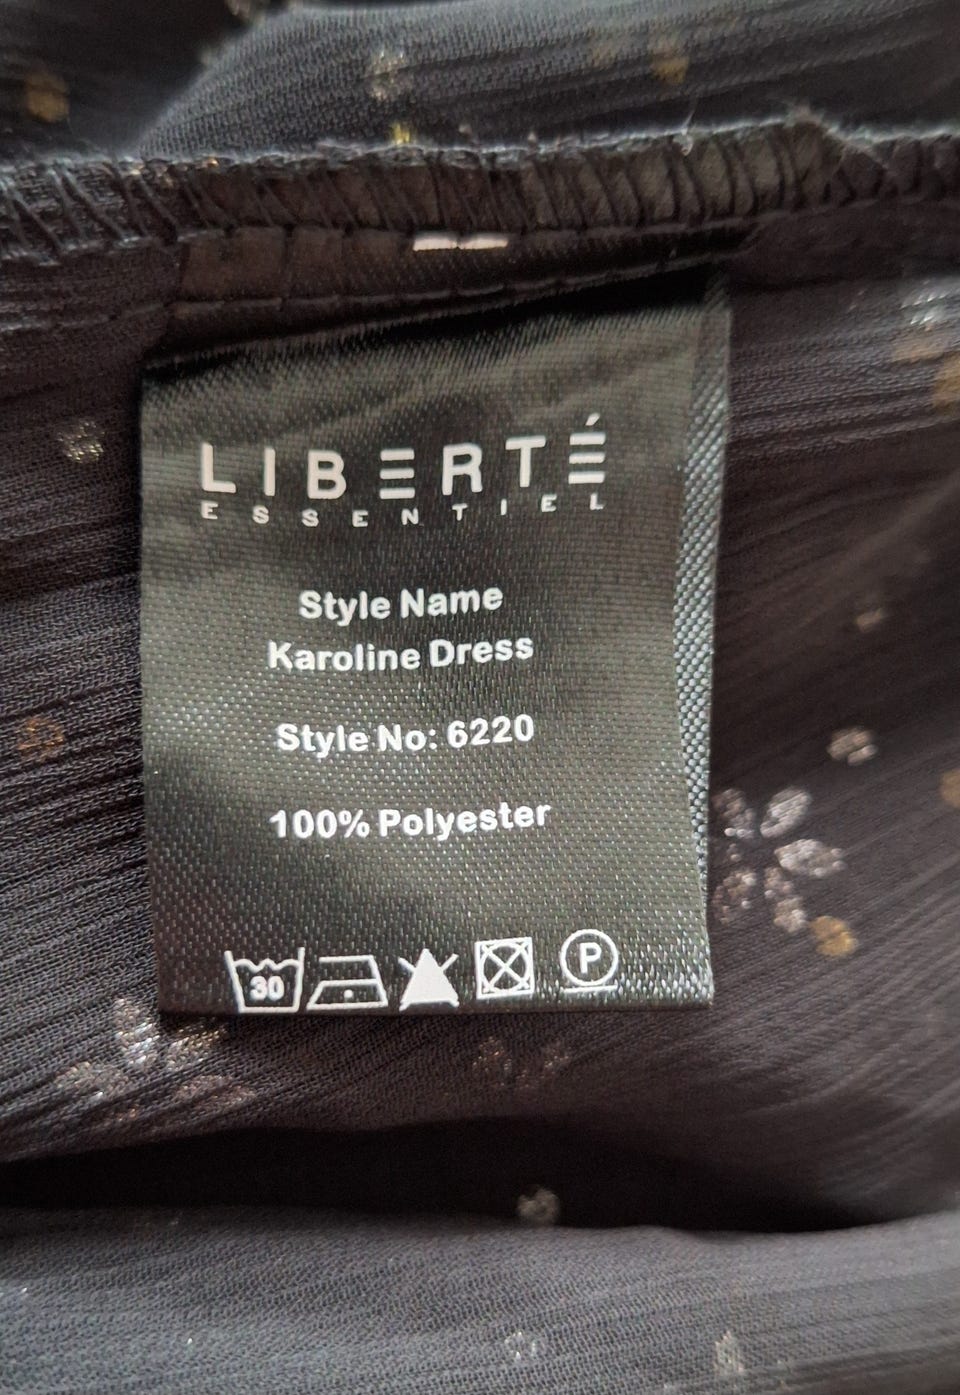 LIBERTÉ
ESSENTIEL
Style Name
Karoline Dress
Style No: 6220
100% Polyester
30 P